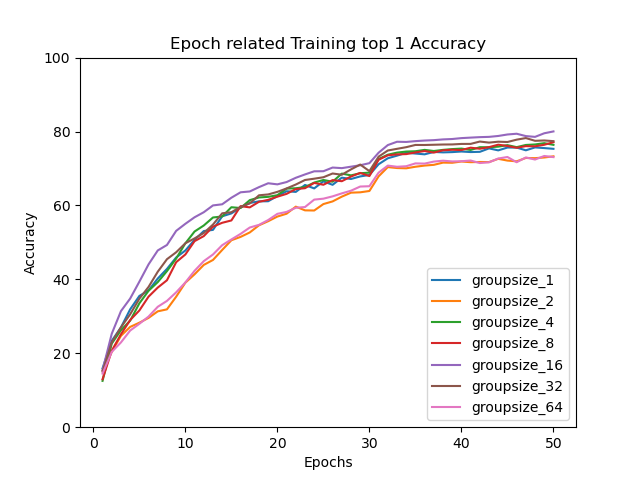 Epoch related Training top 1 Accuracy
100
80
60
40
20
0
Accuracy
0 10 20 30 40 50
Epochs
groupsize_1
groupsize_2
groupsize_4
groupsize_8
groupsize_16
groupsize_32
groupsize_64